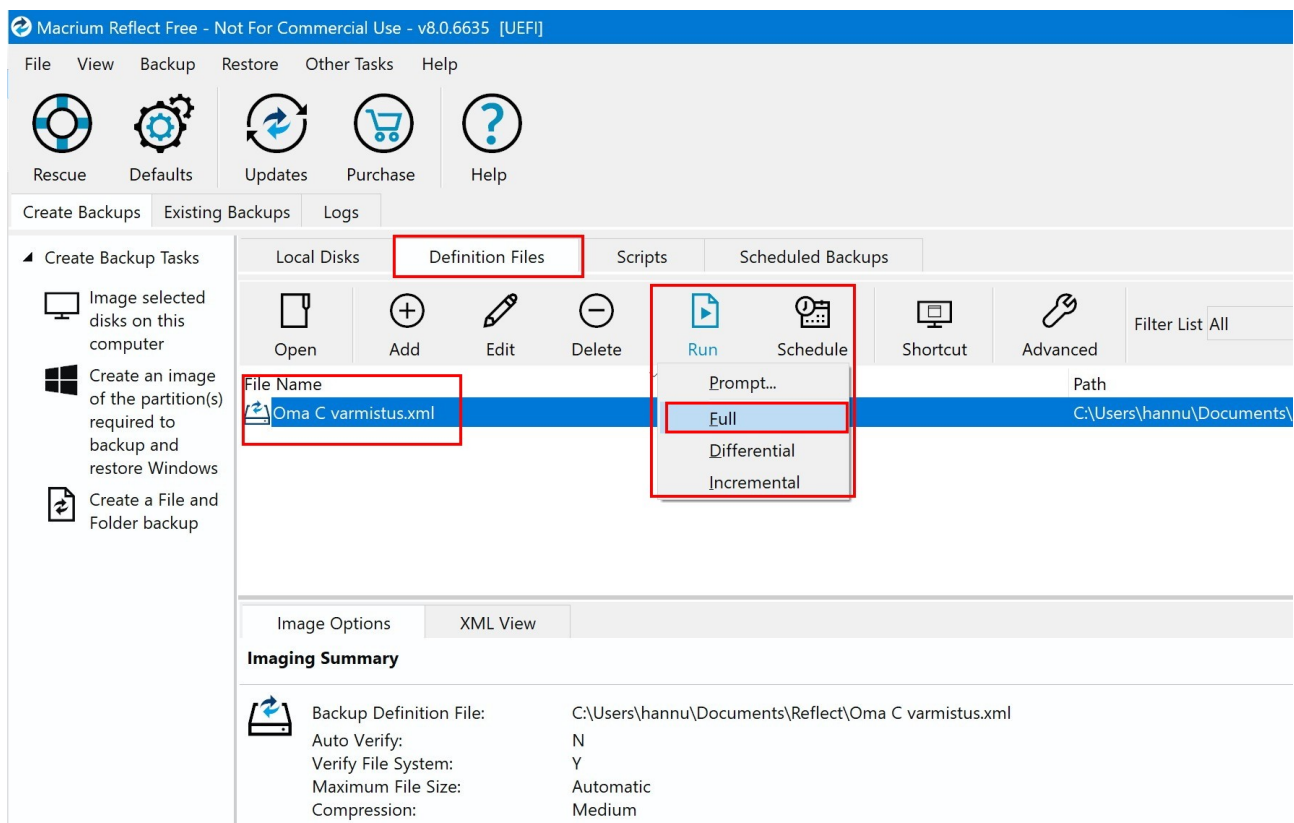 Macrium Reflect Free - Not For Commercial Use - v8.0.6635 [UEFI]
File View Backup Restore Other Tasks Help
Rescue Defaults Updates Purchase Help
Create Backups Existing Backups Logs
Create Backup Tasks
Image selected
disks on this
computer
Create an image
of the partition(s)
required to
backup and
restore Windows
Create a File and
Folder backup
Local Disks Definition Files Scripts Scheduled Backups
Open Add Edit Delete Run Schedule Shortcut Advanced Filter List All
File Name Path
Oma C varmistus.xml C:\Users\hannu\Documents\
Prompt...
Full
Differential
Incremental
Image Options XML View
Imaging Summary
Backup Definition File: C:\Users\hannu\Documents\Reflect\Oma C varmistus.xml
Auto Verify: N
Verify File System: Y
Maximum File Size: Automatic
Compression: Medium